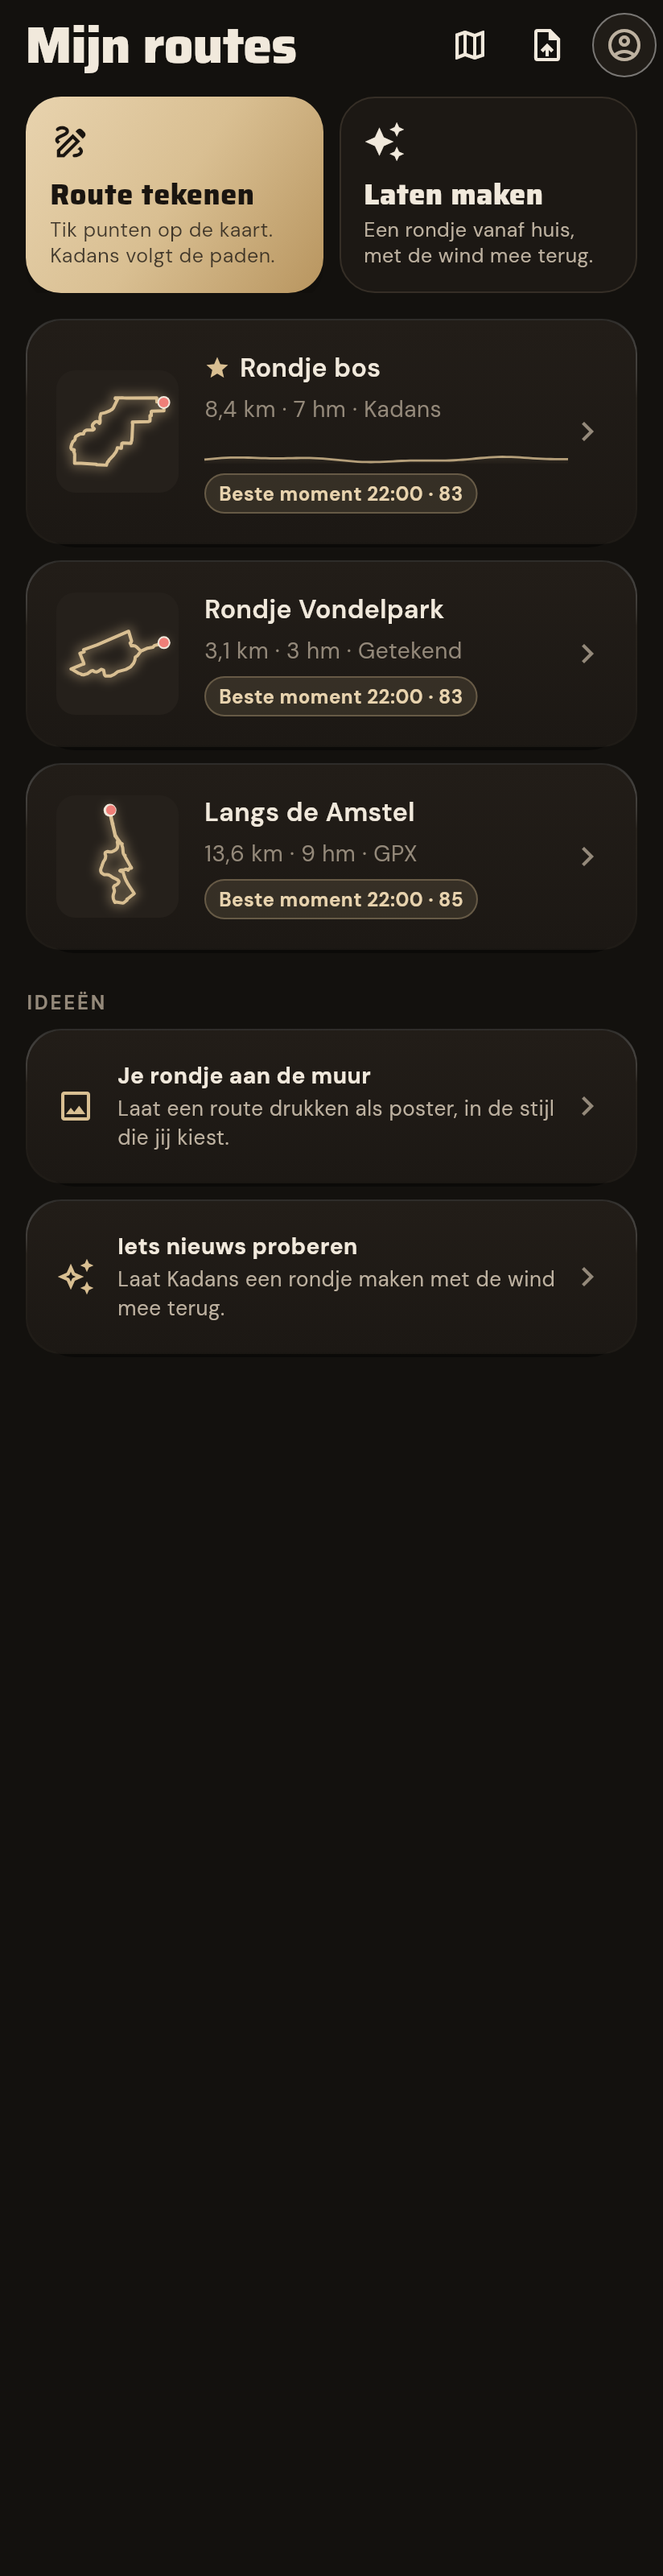 Mijn routes
Route tekenen
Tik punten op de kaart.
Kadans volgt de paden.
Laten maken
Een rondje vanaf huis,
met de wind mee terug.
Rondje bos
8,4 km · 7 hm · Kadans
Beste moment 22:00 · 83
Rondje Vondelpark
3,1 km · 3 hm · Getekend
Beste moment 22:00 · 83
Langs de Amstel
13,6 km · 9 hm · GPX
Beste moment 22:00 · 85
IDEEËN
Je rondje aan de muur
Laat een route drukken als poster, in de stijl
die jij kiest.
Iets nieuws proberen
Laat Kadans een rondje maken met de wind
mee terug.